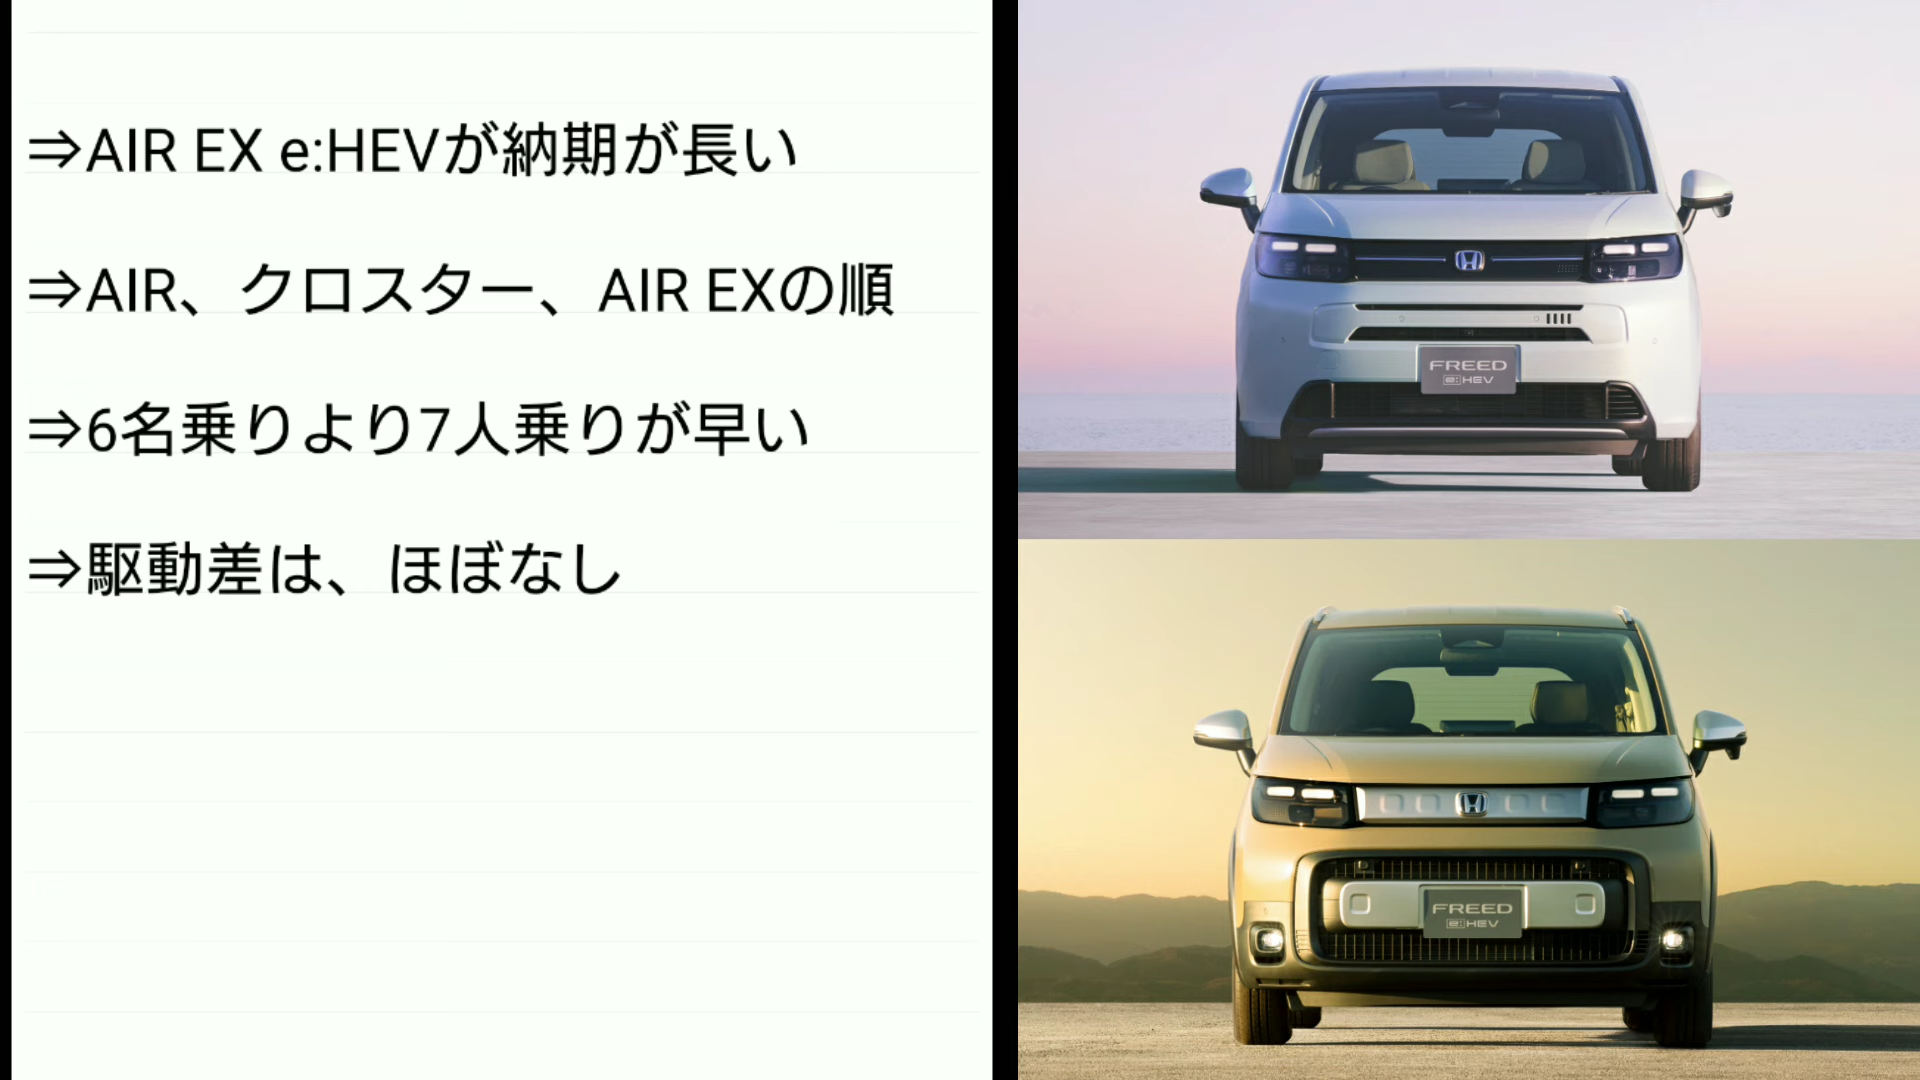 ⇒AIR EX e:HEVが納期が長い
⇒AIR、クロスター、AIR EXの順
⇒6名乗りより7人乗りが早い
⇒駆動差は、ほぼなし
FREED
e:HEV
FREED
e:HEV